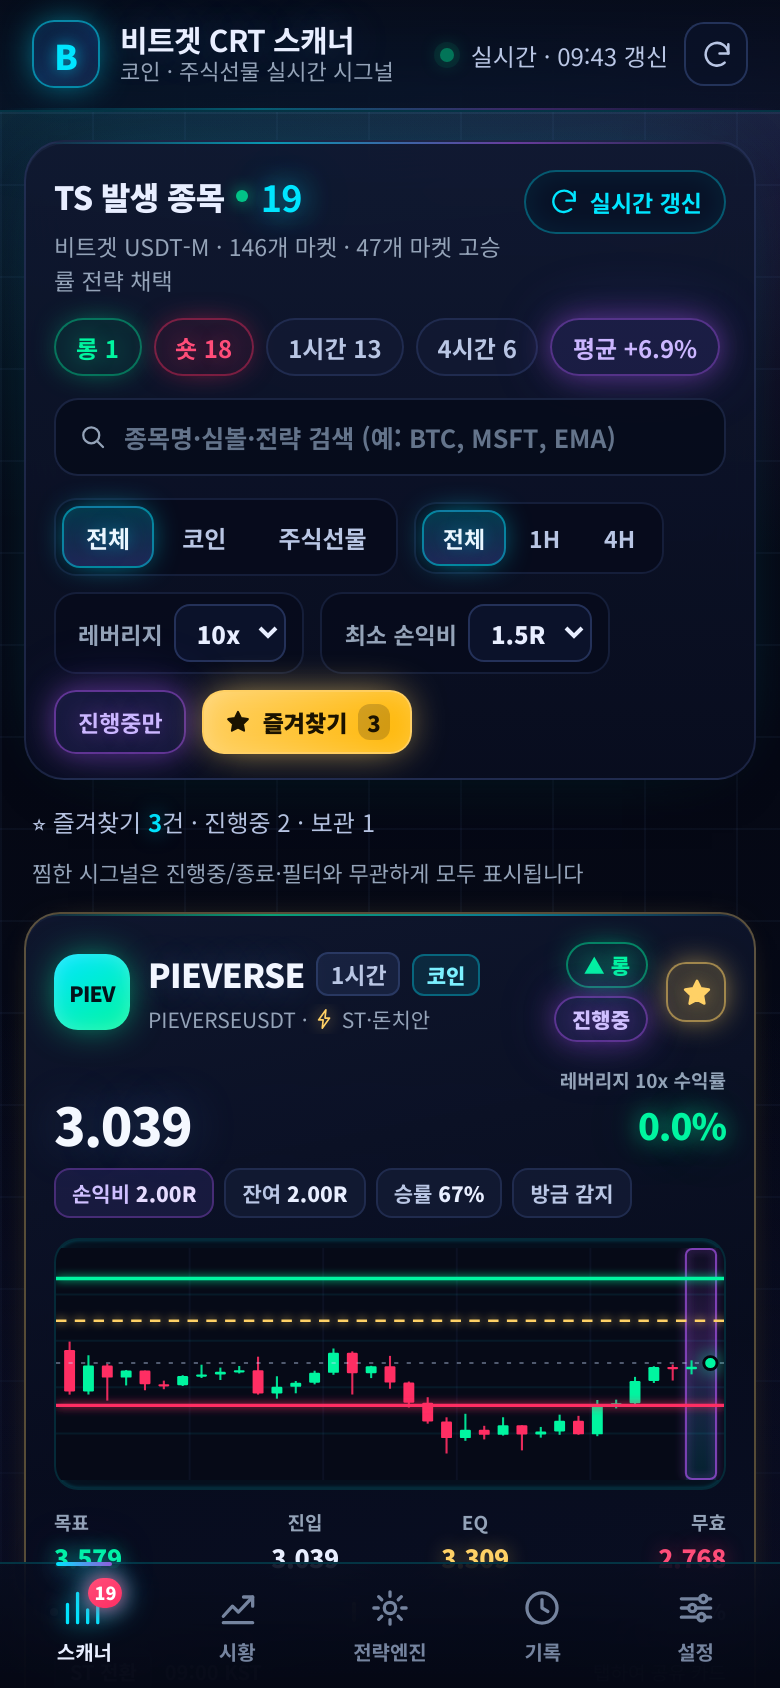 B
비트겟 CRT 스캐너
코인 · 주식선물 실시간 시그널
실시간 · 09:43 갱신
TS 발생 종목 • 19
실시간 갱신
비트겟 USDT-M · 146개 마켓 · 47개 마켓 고승
률 전략 채택
롱 1
숏 18
1시간 13
4시간 6
평균 +6.9%
종목명·심볼·전략 검색 (예: BTC, MSFT, EMA)
전체 코인 주식선물
전체 1H 4H
레버리지 10x
최소 손익비 1.5R
진행중만
★ 즐겨찾기 3
☆ 즐겨찾기 3건 · 진행중 2 · 보관 1
찜한 시그널은 진행중/종료·필터와 무관하게 모두 표시됩니다
PIEV
PIEVERSE 1시간 코인
▲ 롱
PIEVERSEUSDT · ⚡ ST·돈치안
진행중
레버리지 10x 수익률
3.039
0.0%
손익비 2.00R
잔여 2.00R
승률 67%
방금 감지
목표 진입 EQ 무효
3.579 3.039 3.309 2.768
19
스캐너 시황 전략엔진 기록 설정